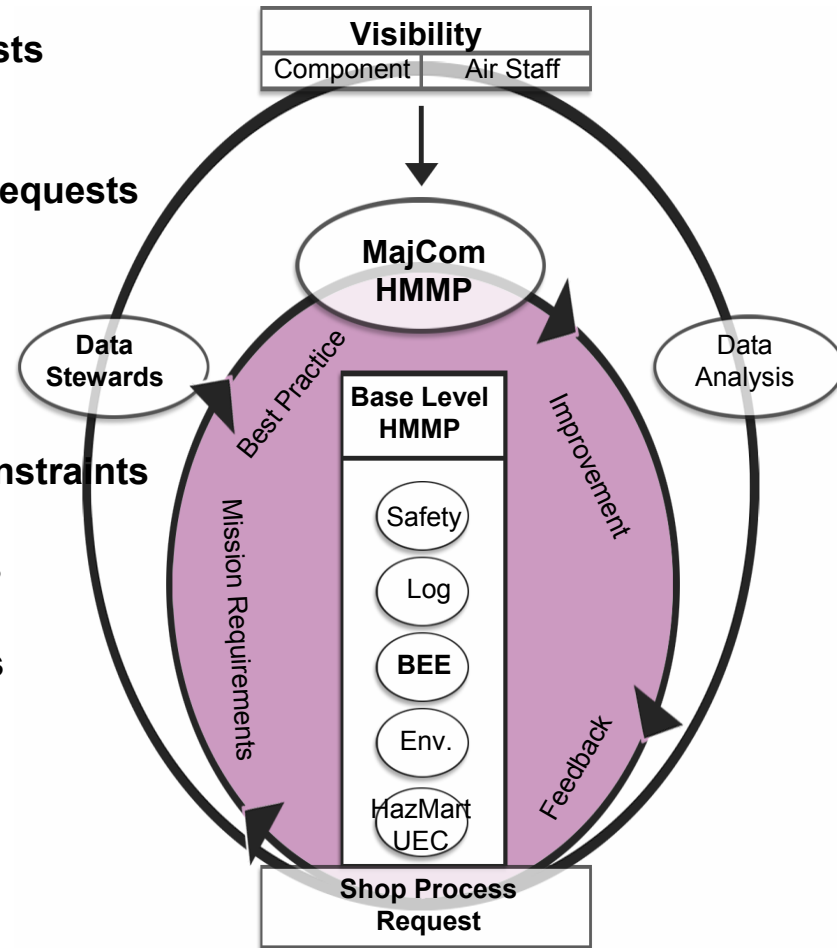 Visibility
Component Air Staff
sts
equests
MajCom
HMMP
Data
Stewards
Data
Analysis
Best Practice
Improvement
Base Level
HMMP
nstraints
Safety
Mission Requirements
Log
s
BEE
Env.
Feedback
HazMart
UEC
Shop Process
Request